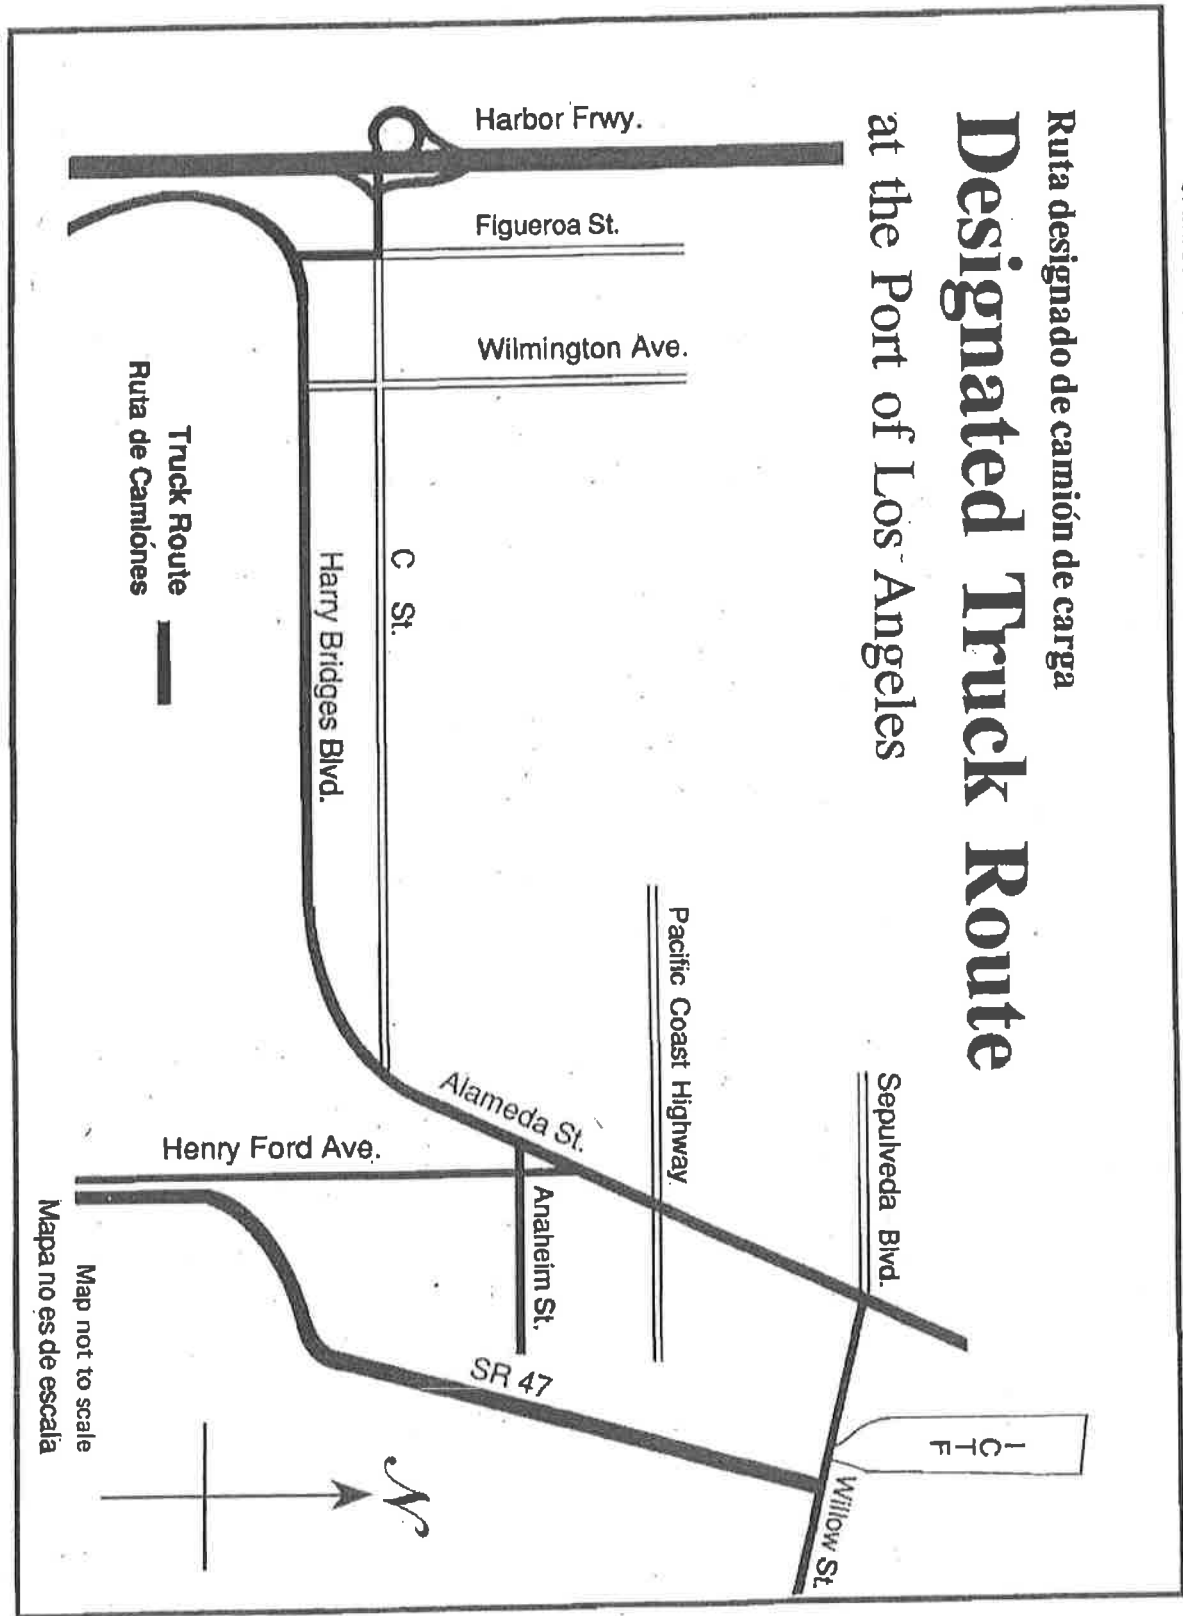 Ruta designado de camión de carga
Designated Truck Route
at the Port of Los Angeles
Harbor Frwy.
Figueroa St.
Wilmington Ave.
C St.
Harry Bridges Blvd.
Truck Route
Ruta de Camiónes
Pacific Coast Highway
Sepulveda Blvd.
Alameda St.
Henry Ford Ave.
Anaheim St.
SR 47
I
C
T
F
Willow St.
N
Map not to scale
Mapa no es de escala